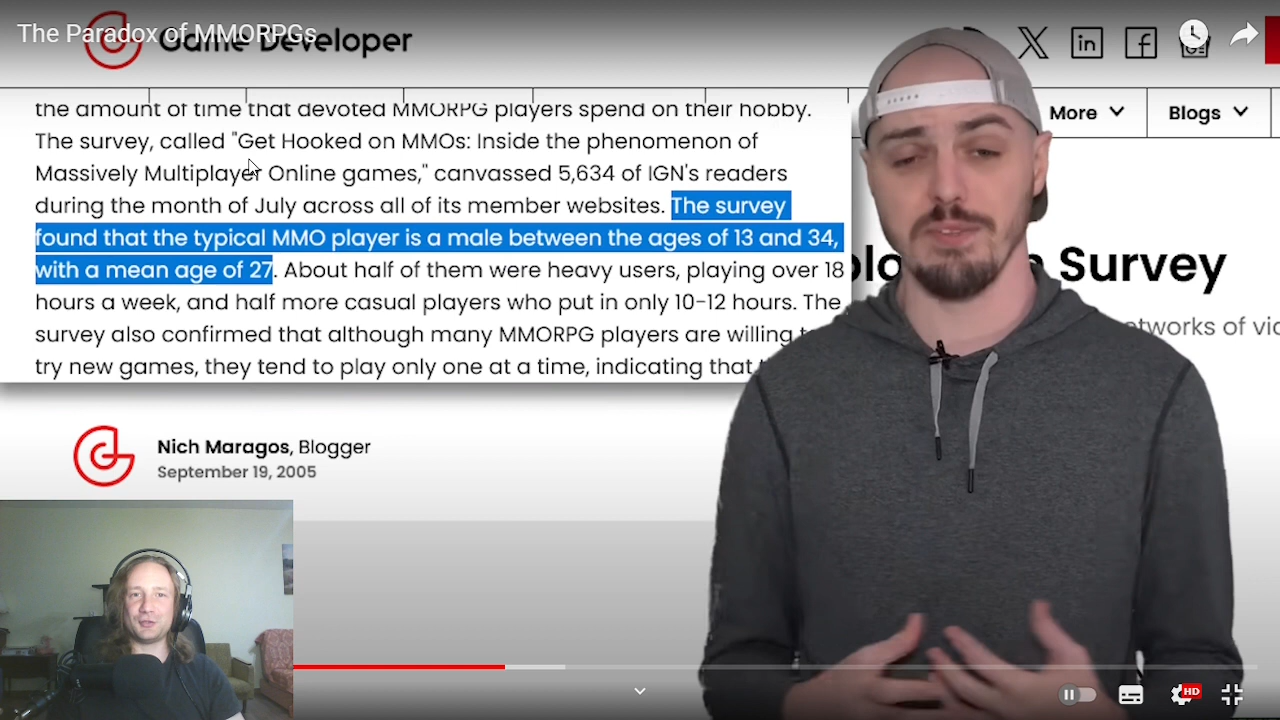 The Paradox of MMORPGs
Game Developer
the amount of time that devoted MMORPG players spend on their hobby.
The survey, called "Get Hooked on MMOs: Inside the phenomenon of
Massively Multiplayer Online games," canvassed 5,634 of IGN's readers
during the month of July across all of its member websites. The survey
found that the typical MMO player is a male between the ages of 13 and 34,
with a mean age of 27. About half of them were heavy users, playing over 18
hours a week, and half more casual players who put in only 10-12 hours. The
survey also confirmed that although many MMORPG players are willing
try new games, they tend to play only one at a time, indicating that
More
Blogs
Survey
of
Nich Maragos, Blogger
September 19, 2005
HD